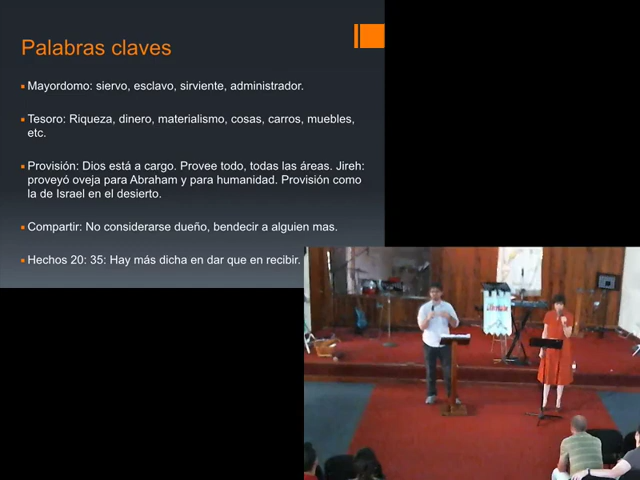 Palabras claves
Mayordomo: siervo, esclavo, sirviente, administrador.
Tesoro: Riqueza, dinero, materialismo, cosas, carros, muebles,
etc.
Provisión: Dios está a cargo. Provee todo, todas las áreas. Jireh:
proveyó oveja para Abraham y para humanidad. Provisión como
la de Israel en el desierto.
Compartir: No considerarse dueño, bendecir a alguien mas.
Hechos 20: 35: Hay más dicha en dar que en recibir.